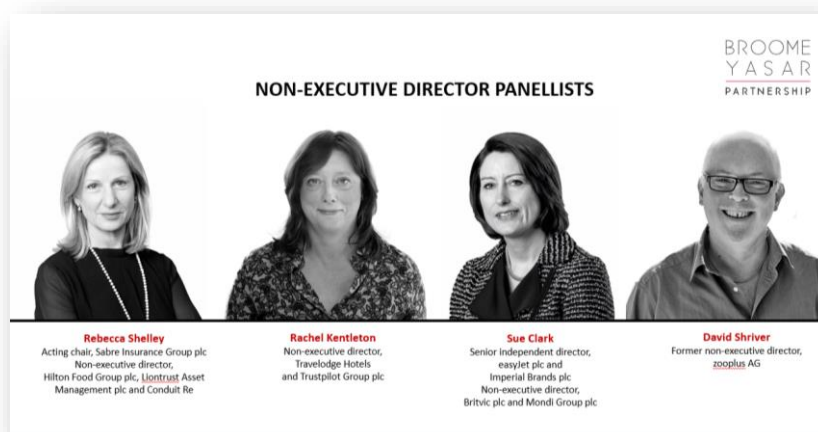 BROOME
YASAR
PARTNERSHIP
NON-EXECUTIVE DIRECTOR PANELLISTS
Rebecca Shelley
Acting chair, Sabre Insurance Group plc
Non-executive director,
Hilton Food Group plc, Liontrust Asset
Management plc and Conduit Re
Rachel Kentleton
Non-executive director,
Travelodge Hotels
and Trustpilot Group plc
Sue Clark
Senior independent director,
easyJet plc and
Imperial Brands plc
Non-executive director,
Britvic plc and Mondi Group plc
David Shriver
Former non-executive director,
zooplus AG